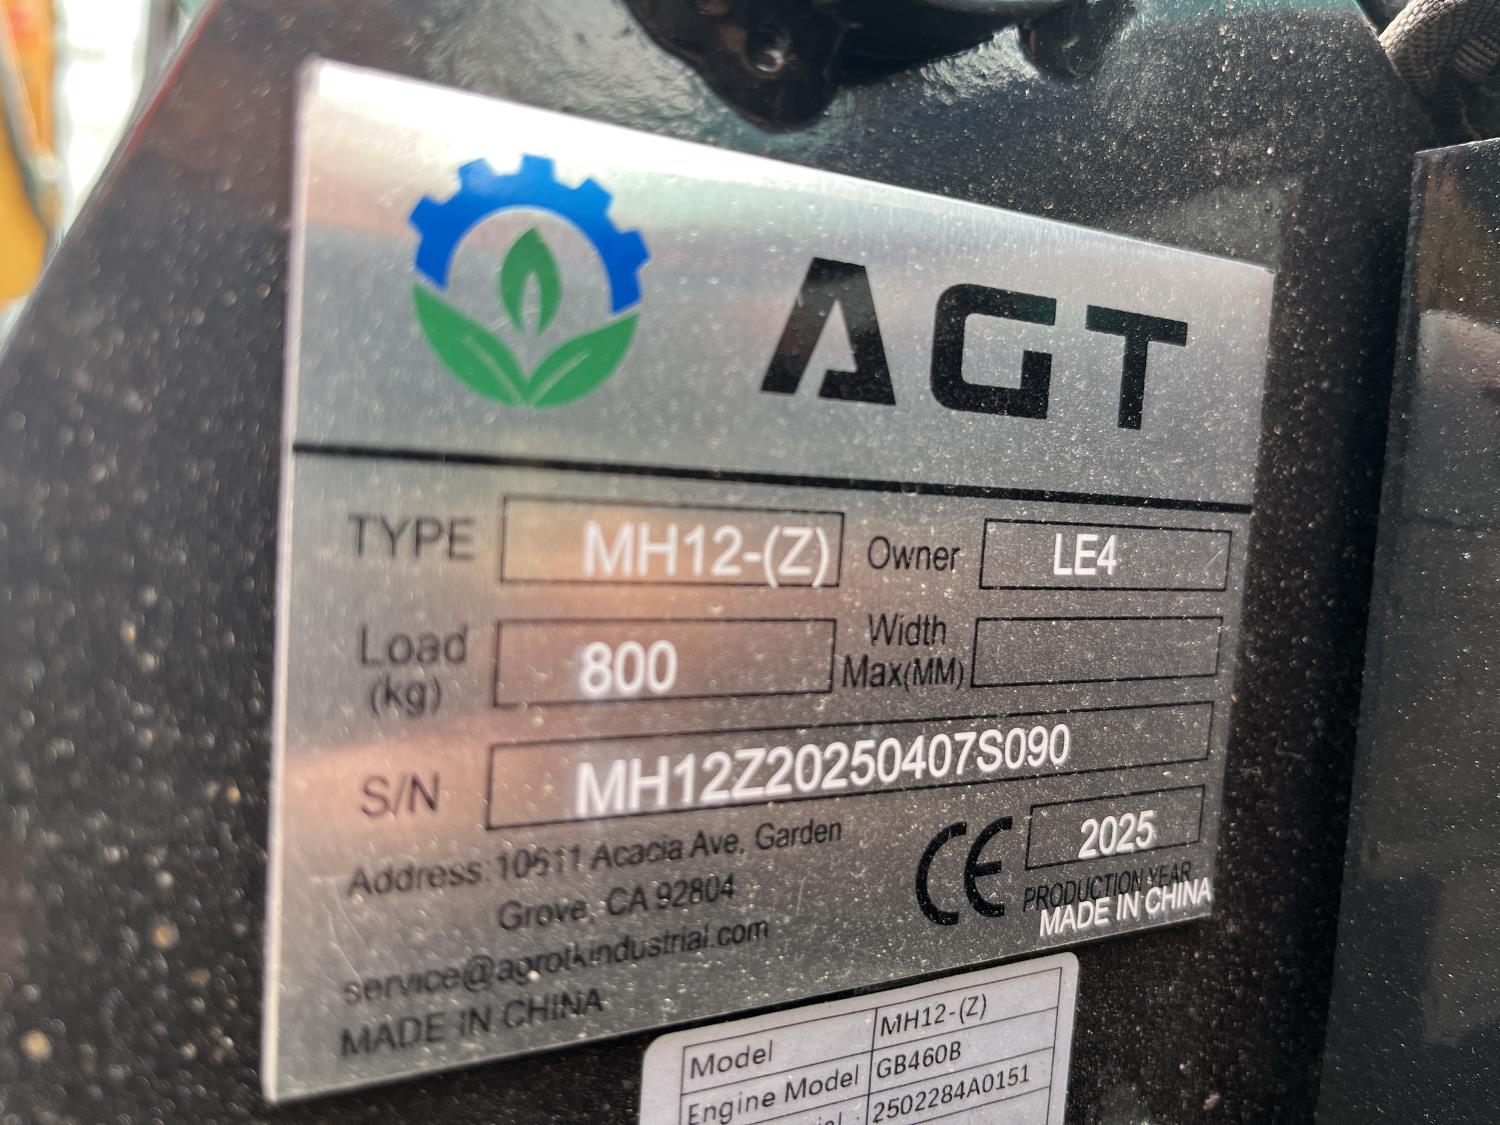 AGT
TYPE MH12-(Z) Owner LE4
Load (kg) 800 Width Max(MM)
S/N MH12Z20250407S090
Address: 10611 Acacia Ave, Garden
Grove, CA 92804
service@agrotkindustrial.com
MADE IN CHINA
CE 2025
PRODUCTION YEAR
MADE IN CHINA
Model MH12-(Z)
Engine Model GB460B
2502284A0151